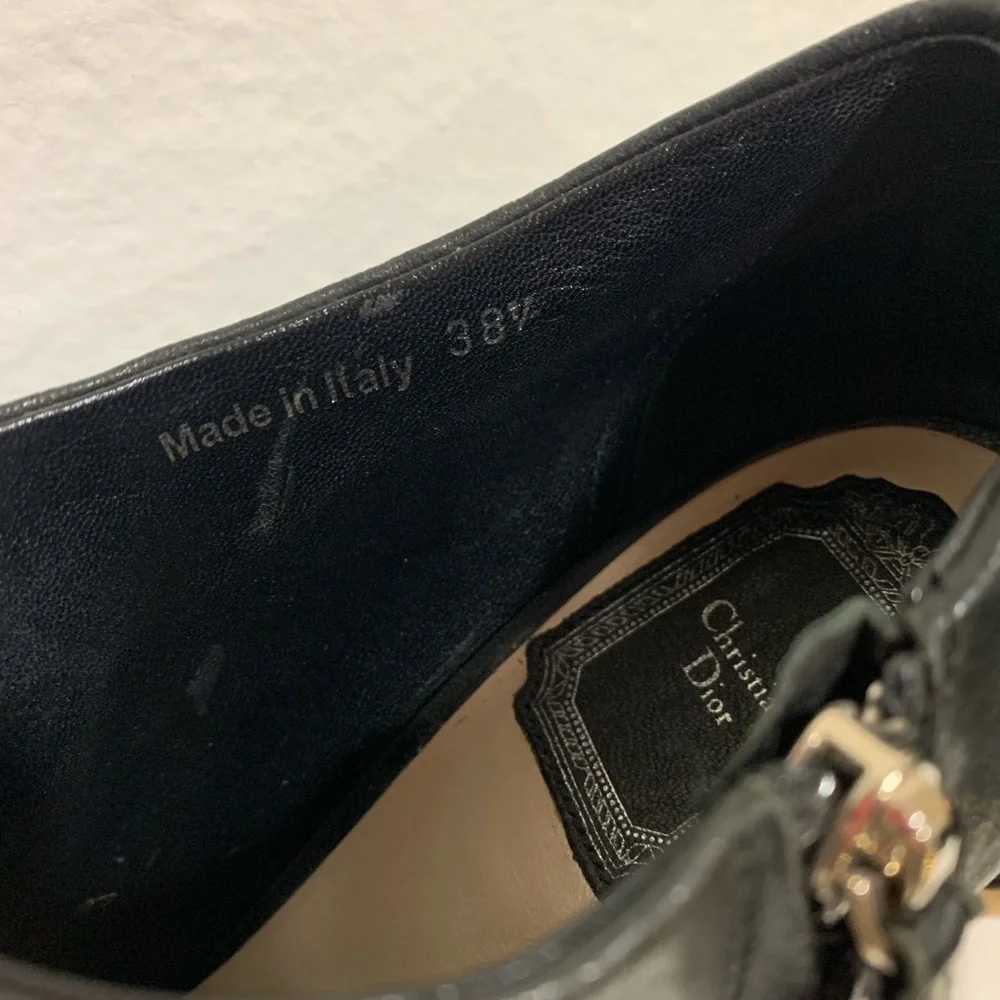 Made in Italy 38½
Christia
Dior